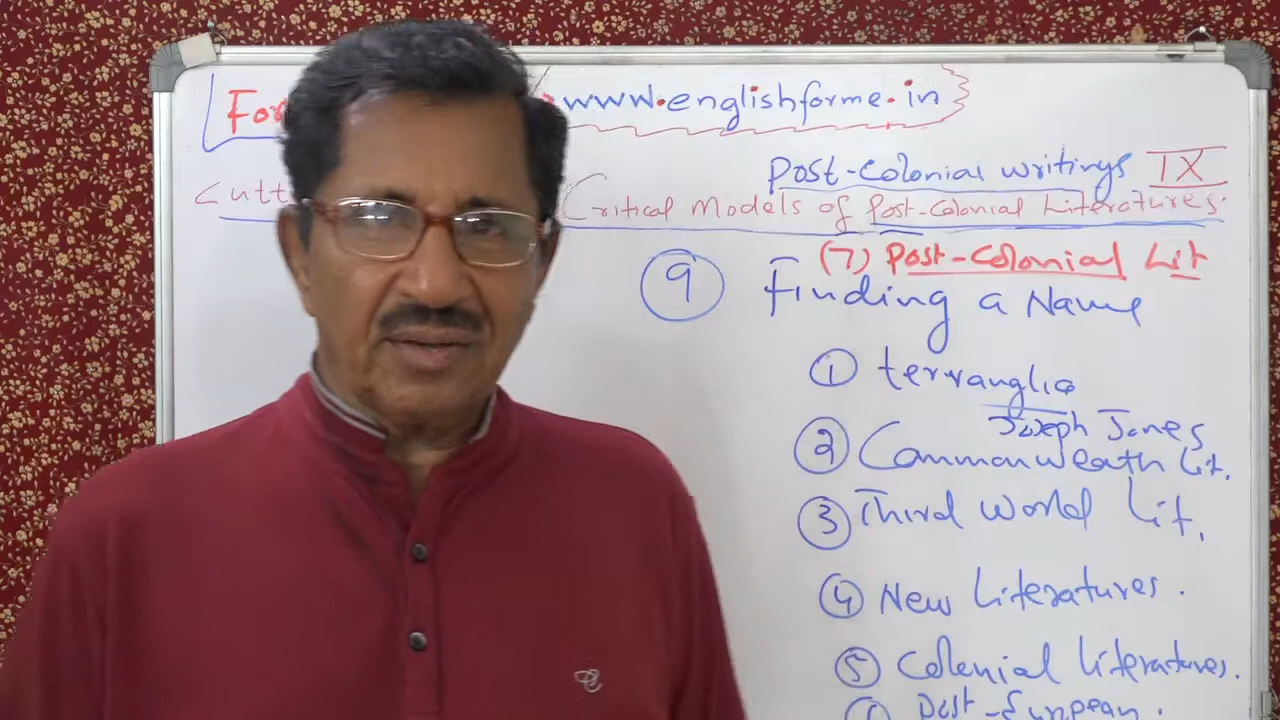 For www.englishforme.in
Post-Colonial writings IX
Cutt Critical Models of Post-Colonial Literatures.
(7) Post-Colonial Lit
9 Finding a Name
1 terranglia
Joseph Jones
2 Commonweath Lit.
3 Third World Lit.
4 New Literatures.
5 Colonial literatures.
Post-European.